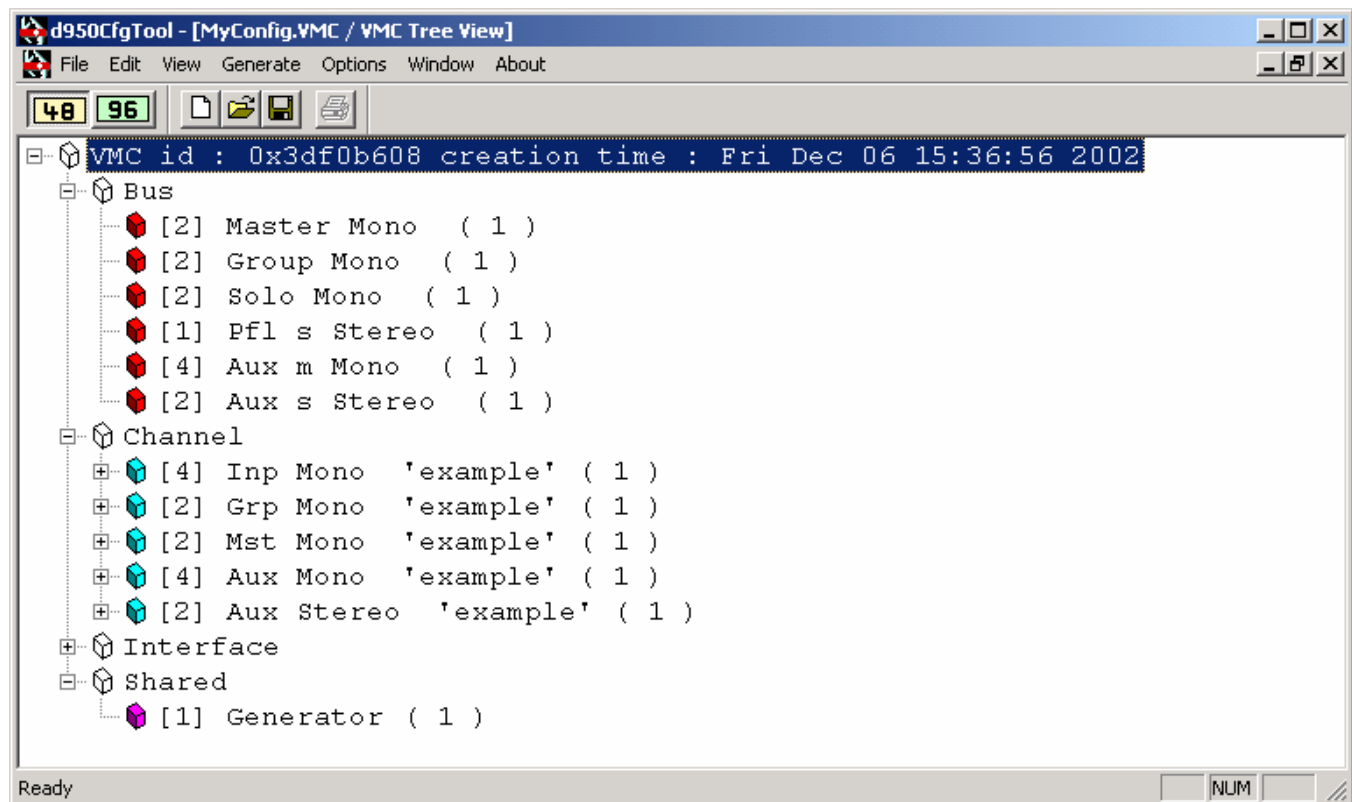 d950CfgTool - [MyConfig.VMC / VMC Tree View]
File Edit View Generate Options Window About
48 96
VMC id : 0x3df0b608 creation time : Fri Dec 06 15:36:56 2002
Bus
[2] Master Mono ( 1 )
[2] Group Mono ( 1 )
[2] Solo Mono ( 1 )
[1] Pfl s Stereo ( 1 )
[4] Aux m Mono ( 1 )
[2] Aux s Stereo ( 1 )
Channel
[4] Inp Mono 'example' ( 1 )
[2] Grp Mono 'example' ( 1 )
[2] Mst Mono 'example' ( 1 )
[4] Aux Mono 'example' ( 1 )
[2] Aux Stereo 'example' ( 1 )
Interface
Shared
[1] Generator ( 1 )
Ready NUM